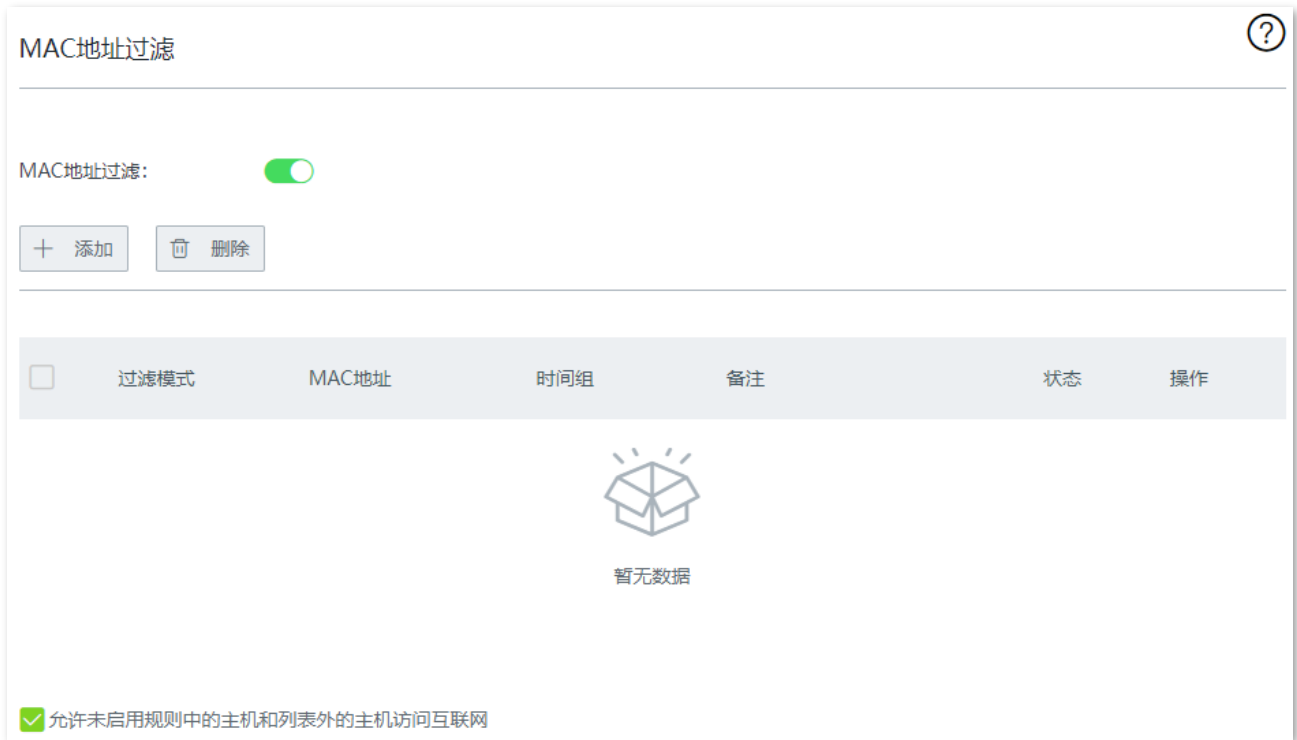 MAC地址过滤
?
MAC地址过滤：
添加 删除
过滤模式 MAC地址 时间组 备注 状态 操作
暂无数据
允许未启用规则中的主机和列表外的主机访问互联网